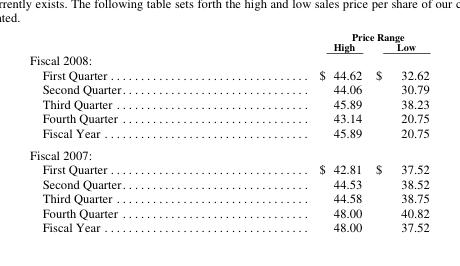 rrently exists. The following table sets forth the high and low sales price per share of our c
nted.
Price Range
High Low
Fiscal 2008:
First Quarter . . . . . . . . . . . . . . . . . . . . . . . . . . . . . . . . . $ 44.62 $ 32.62
Second Quarter. . . . . . . . . . . . . . . . . . . . . . . . . . . . . . . 44.06 30.79
Third Quarter . . . . . . . . . . . . . . . . . . . . . . . . . . . . . . . . 45.89 38.23
Fourth Quarter . . . . . . . . . . . . . . . . . . . . . . . . . . . . . . . 43.14 20.75
Fiscal Year . . . . . . . . . . . . . . . . . . . . . . . . . . . . . . . . . . 45.89 20.75
Fiscal 2007:
First Quarter . . . . . . . . . . . . . . . . . . . . . . . . . . . . . . . . . $ 42.81 $ 37.52
Second Quarter. . . . . . . . . . . . . . . . . . . . . . . . . . . . . . . 44.53 38.52
Third Quarter . . . . . . . . . . . . . . . . . . . . . . . . . . . . . . . . 44.58 38.75
Fourth Quarter . . . . . . . . . . . . . . . . . . . . . . . . . . . . . . . 48.00 40.82
Fiscal Year . . . . . . . . . . . . . . . . . . . . . . . . . . . . . . . . . . 48.00 37.52